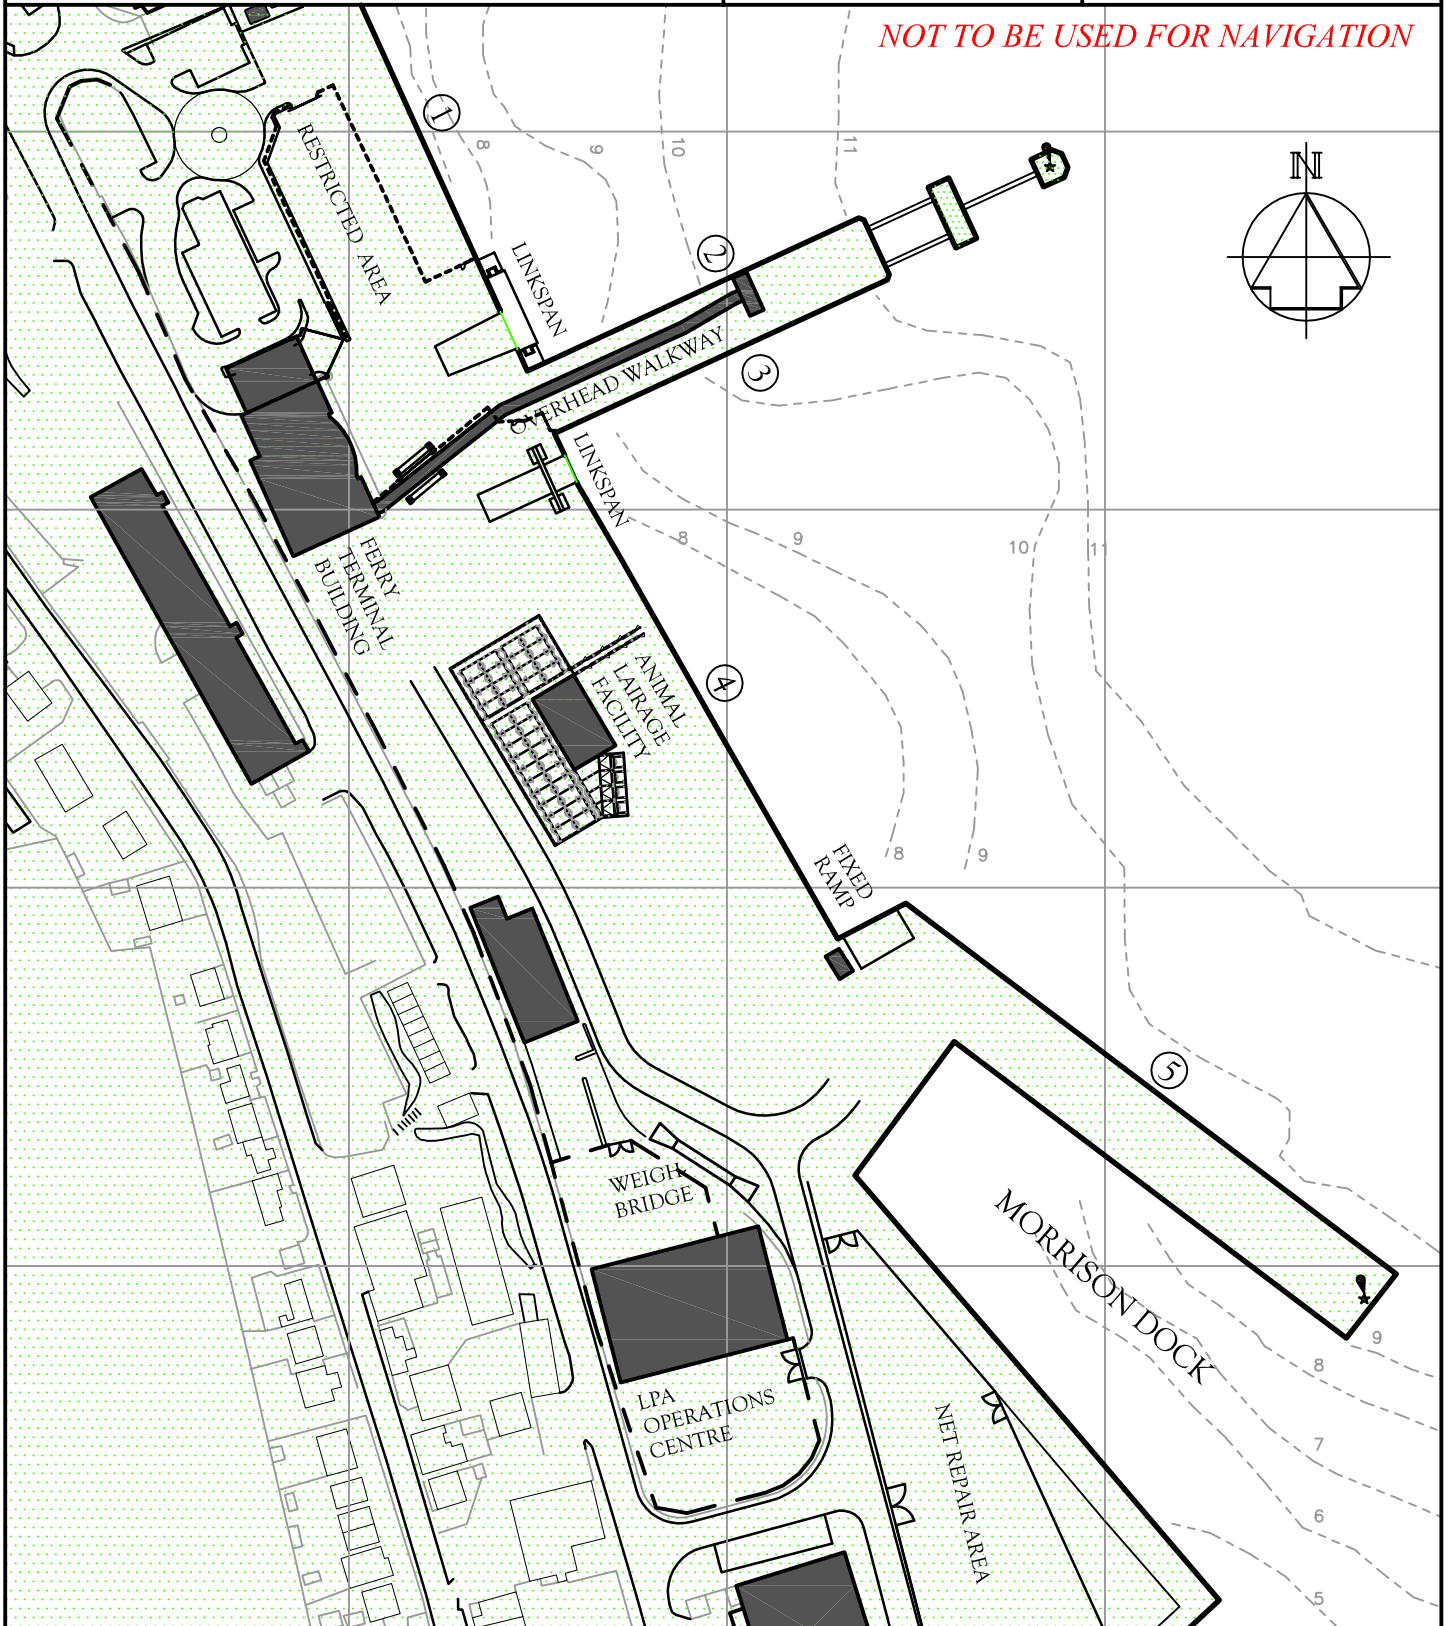 NOT TO BE USED FOR NAVIGATION
N
1
8
9
10
11
RESTRICTED AREA
LINKSPAN
2
OVERHEAD WALKWAY
3
LINKSPAN
8
9
10
11
FERRY
TERMINAL
BUILDING
ANIMAL
LAIRAGE
FACILITY
4
8
9
FIXED
RAMP
5
WEIGH
BRIDGE
MORRISON DOCK
9
8
7
6
5
LPA
OPERATIONS
CENTRE
NET REPAIR AREA